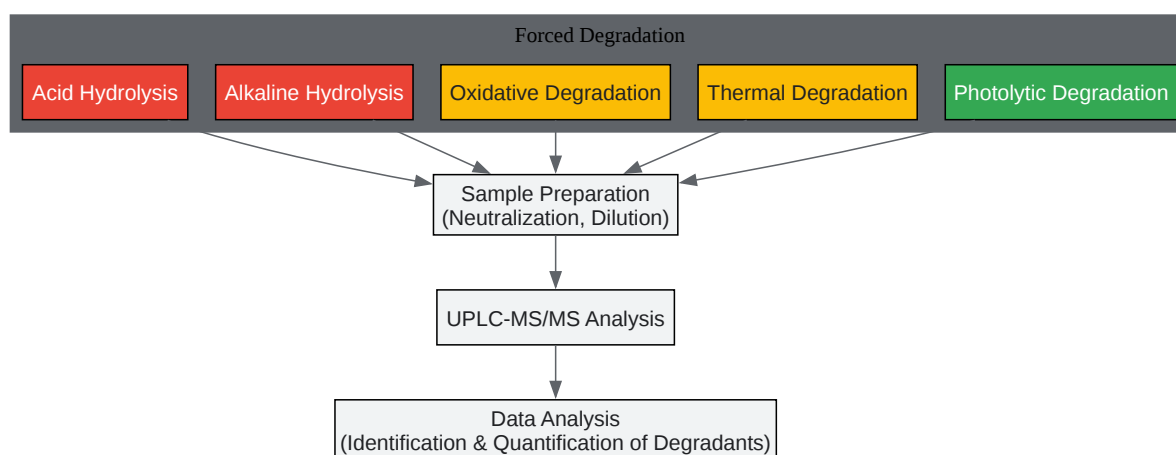 Forced Degradation
Acid Hydrolysis
Alkaline Hydrolysis
Oxidative Degradation
Thermal Degradation
Photolytic Degradation
Sample Preparation
(Neutralization, Dilution)
UPLC-MS/MS Analysis
Data Analysis
(Identification & Quantification of Degradants)